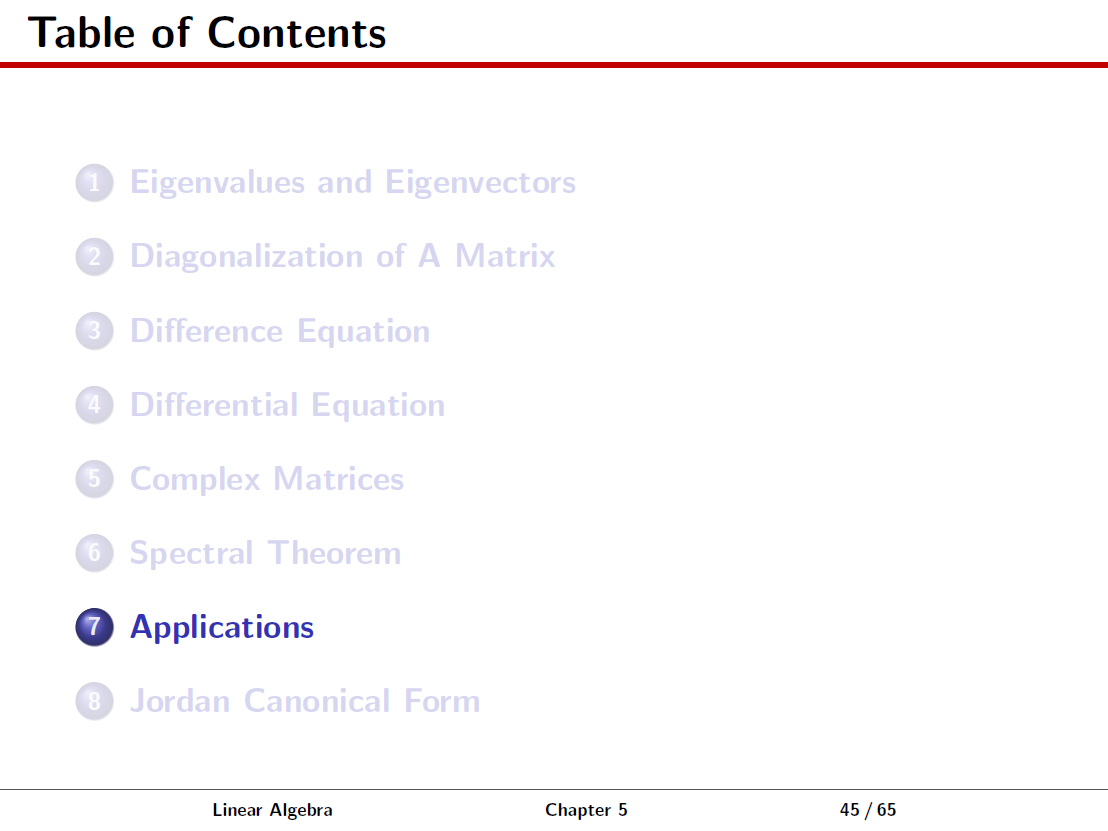 Table of Contents
1 Eigenvalues and Eigenvectors
2 Diagonalization of A Matrix
3 Difference Equation
4 Differential Equation
5 Complex Matrices
6 Spectral Theorem
7 Applications
8 Jordan Canonical Form
Linear Algebra Chapter 5 45 / 65